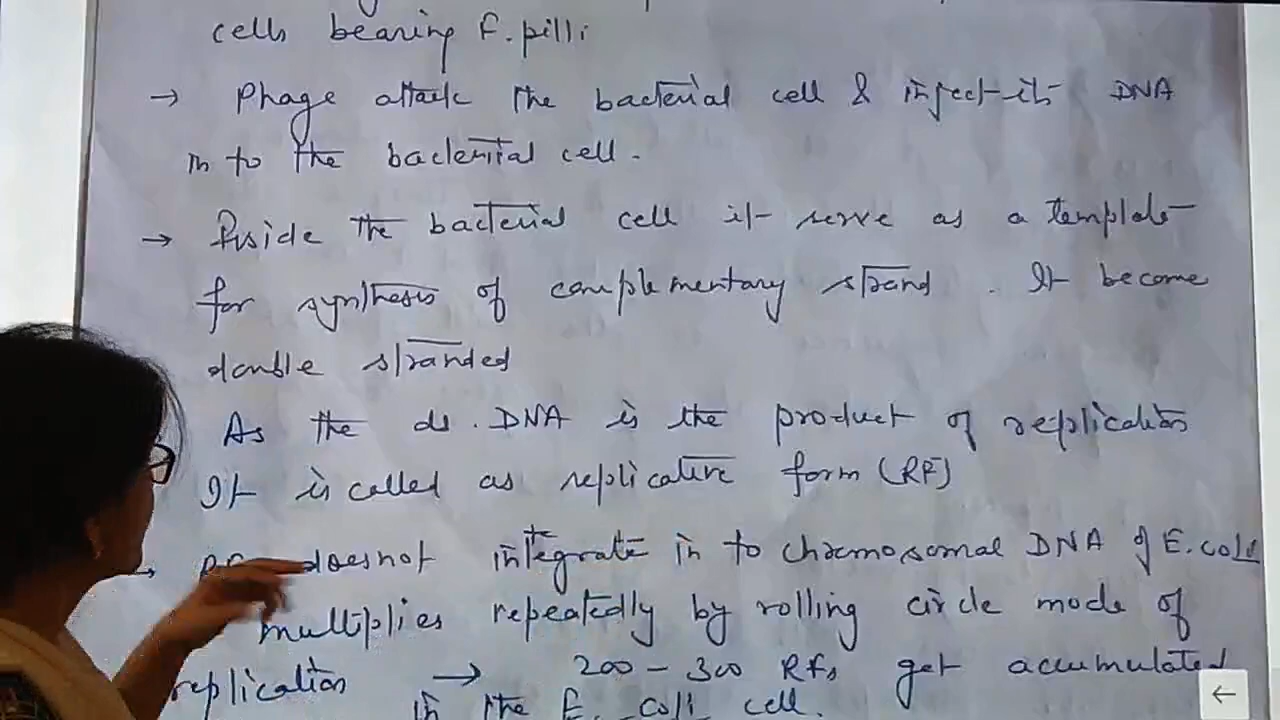 cells bearing F. pilli
→ Phage attack the bacterial cell & inject its DNA
in to the bacterial cell.
→ Inside the bacterial cell it serve as a template
for synthesis of complementary strand. It become
double stranded
As the ds. DNA is the product of replication
It is called as replicative form (RF)
→ doesnot integrate in to chromosomal DNA of E. coli
multiplies repeatedly by rolling circle mode of
replication → 200-300 RFs get accumulated
in the E. coli cell.